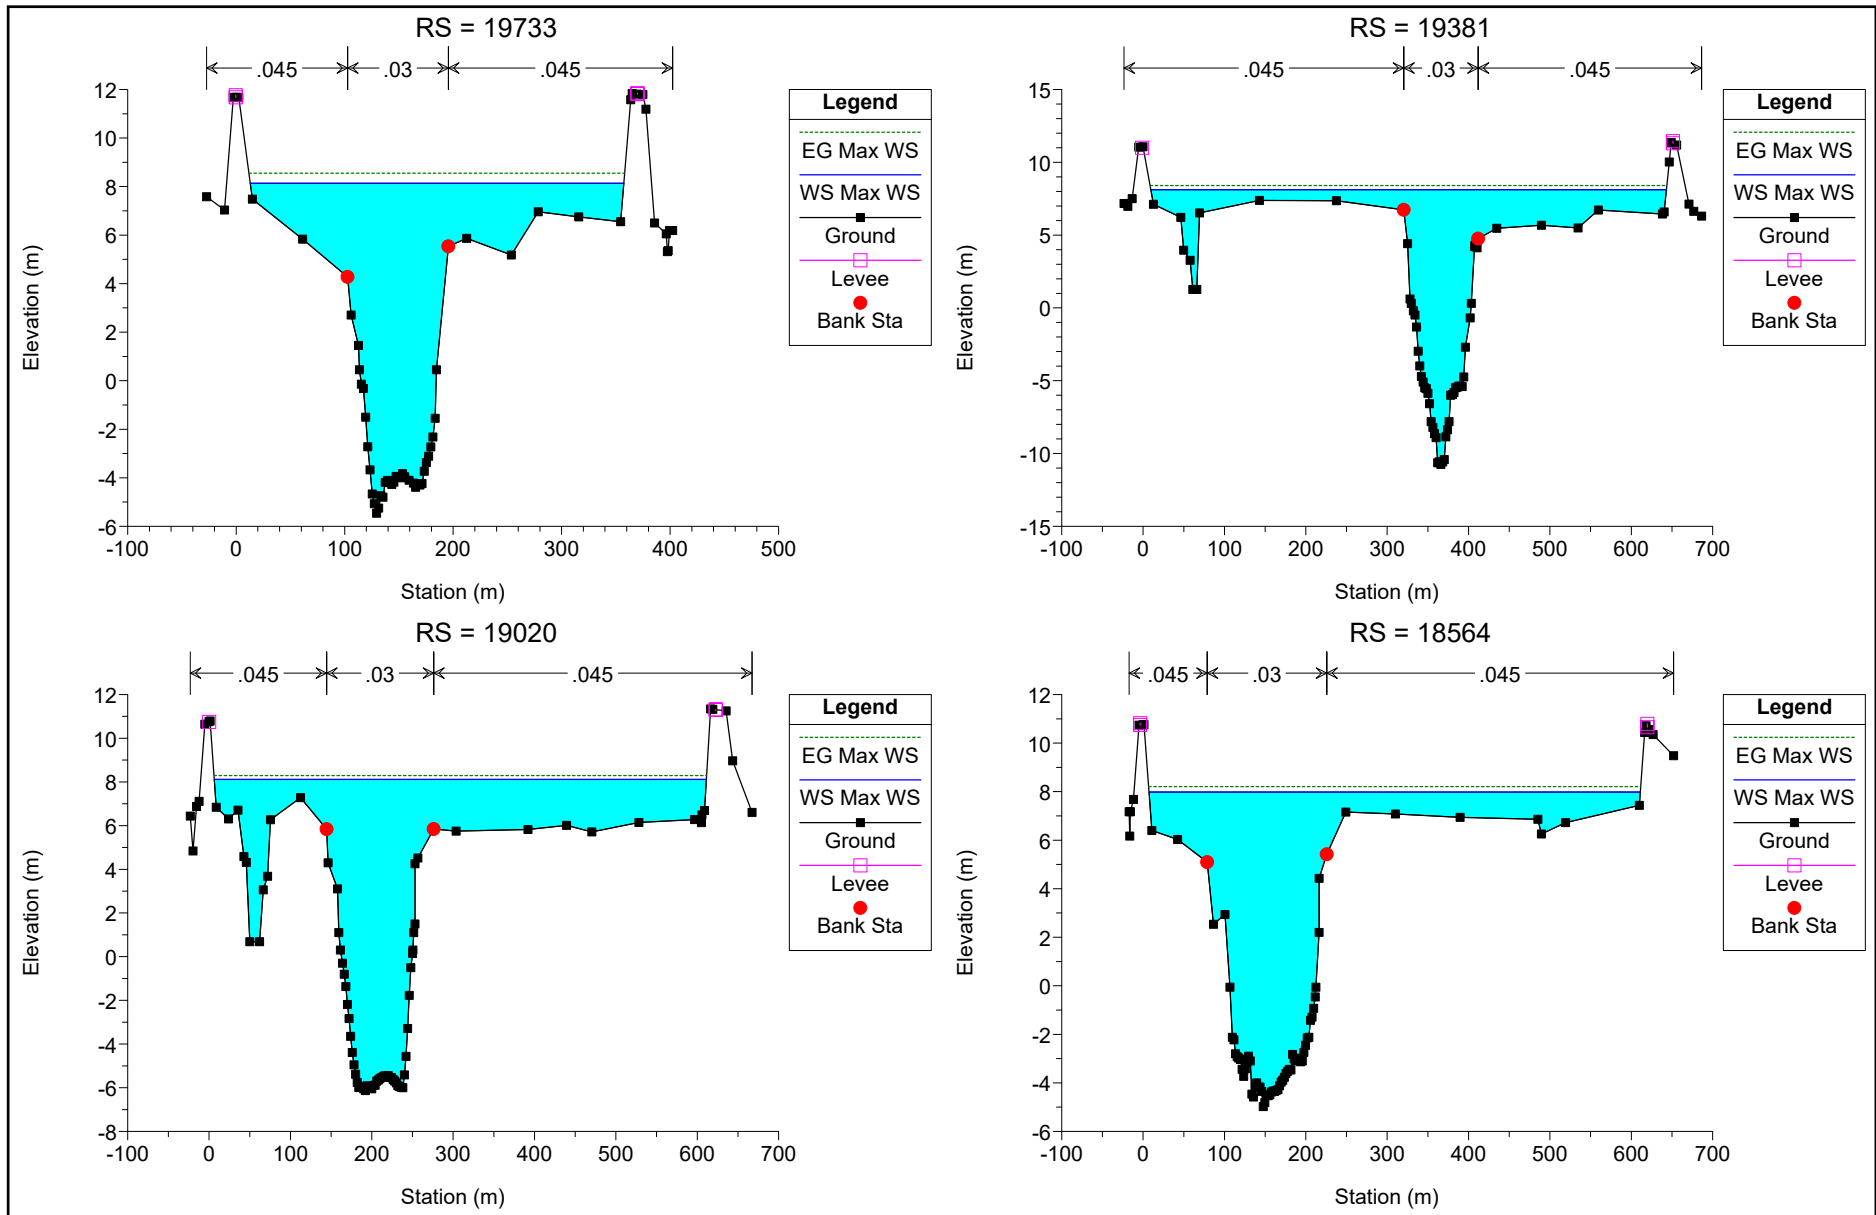 RS = 19733
.045 .03 .045
12
10
8
6
4
2
0
-2
-4
-6
-100 0 100 200 300 400 500
Elevation (m)
Station (m)
Legend
EG Max WS
WS Max WS
Ground
Levee
Bank Sta
RS = 19381
.045 .03 .045
15
10
5
0
-5
-10
-15
-100 0 100 200 300 400 500 600 700
Elevation (m)
Station (m)
Legend
EG Max WS
WS Max WS
Ground
Levee
Bank Sta
RS = 19020
.045 .03 .045
12
10
8
6
4
2
0
-2
-4
-6
-8
-100 0 100 200 300 400 500 600 700
Elevation (m)
Station (m)
Legend
EG Max WS
WS Max WS
Ground
Levee
Bank Sta
RS = 18564
.045 .03 .045
12
10
8
6
4
2
0
-2
-4
-6
-100 0 100 200 300 400 500 600 700
Elevation (m)
Station (m)
Legend
EG Max WS
WS Max WS
Ground
Levee
Bank Sta